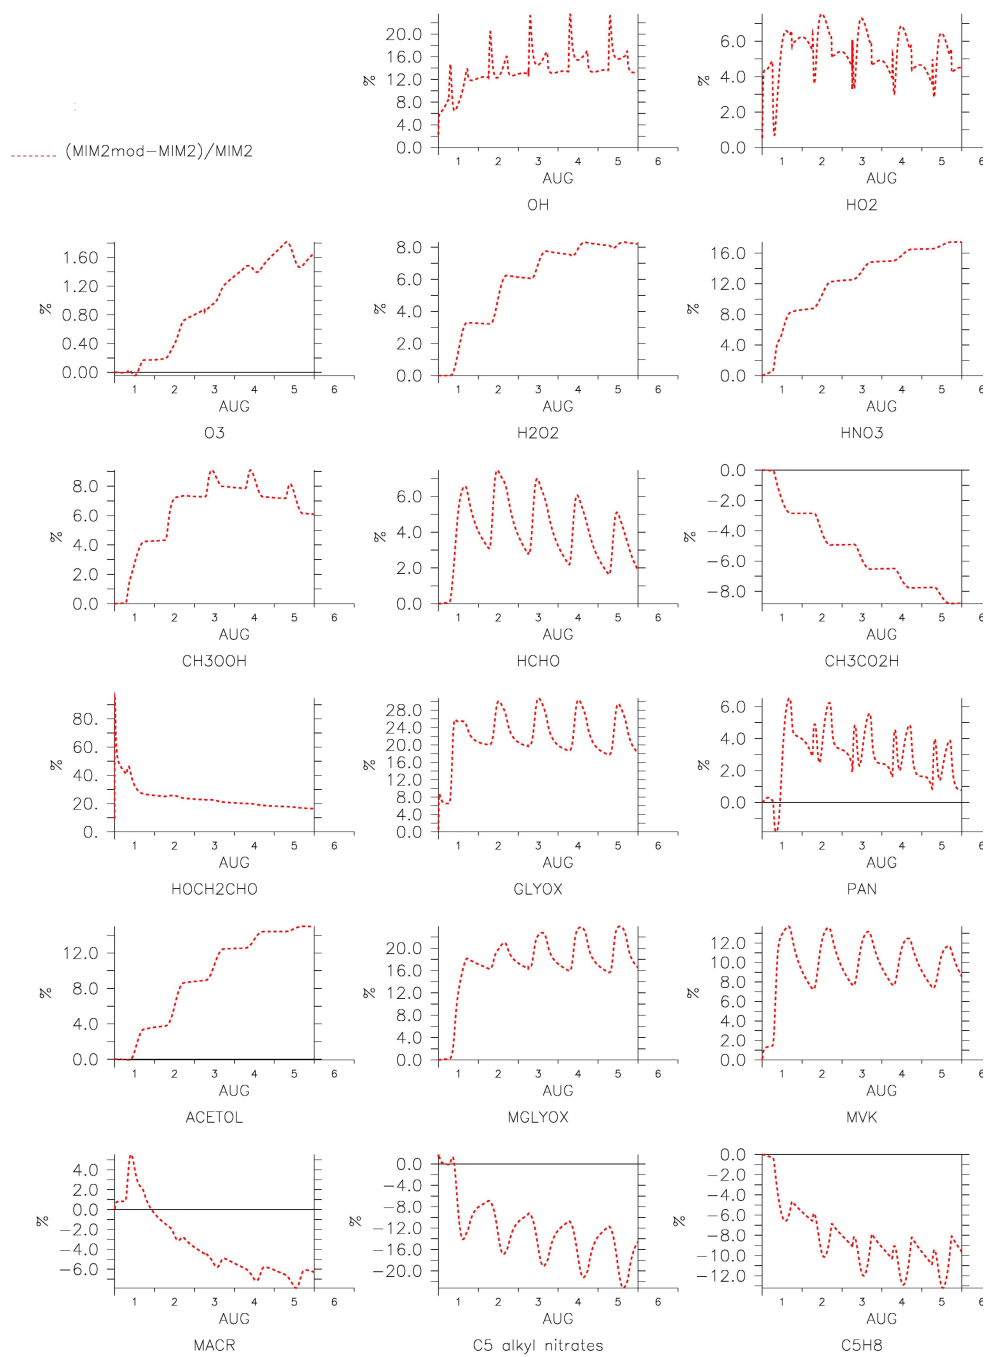 20.0
16.0
12.0
8.0
4.0
0.0
%
1 2 3 4 5 6
AUG
OH
6.0
4.0
2.0
0.0
%
1 2 3 4 5 6
AUG
HO2
(MIM2mod-MIM2)/MIM2
1.60
1.20
0.80
0.40
0.00
%
1 2 3 4 5 6
AUG
O3
8.0
6.0
4.0
2.0
0.0
%
1 2 3 4 5 6
AUG
H2O2
16.0
12.0
8.0
4.0
0.0
%
1 2 3 4 5 6
AUG
HNO3
8.0
6.0
4.0
2.0
0.0
%
1 2 3 4 5 6
AUG
CH3OOH
6.0
4.0
2.0
0.0
%
1 2 3 4 5 6
AUG
HCHO
0.0
-2.0
-4.0
-6.0
-8.0
%
1 2 3 4 5 6
AUG
CH3CO2H
80.
60.
40.
20.
0.
%
1 2 3 4 5 6
AUG
HOCH2CHO
28.0
24.0
20.0
16.0
12.0
8.0
4.0
0.0
%
1 2 3 4 5 6
AUG
GLYOX
6.0
4.0
2.0
0.0
%
1 2 3 4 5 6
AUG
PAN
12.0
8.0
4.0
0.0
%
1 2 3 4 5 6
AUG
ACETOL
20.0
16.0
12.0
8.0
4.0
0.0
%
1 2 3 4 5 6
AUG
MGLYOX
12.0
10.0
8.0
6.0
4.0
2.0
0.0
%
1 2 3 4 5 6
AUG
MVK
4.0
2.0
0.0
-2.0
-4.0
-6.0
%
1 2 3 4 5 6
AUG
MACR
0.0
-4.0
-8.0
-12.0
-16.0
-20.0
%
1 2 3 4 5 6
AUG
C5 alkyl nitrates
0.0
-2.0
-4.0
-6.0
-8.0
-10.0
-12.0
%
1 2 3 4 5 6
AUG
C5H8